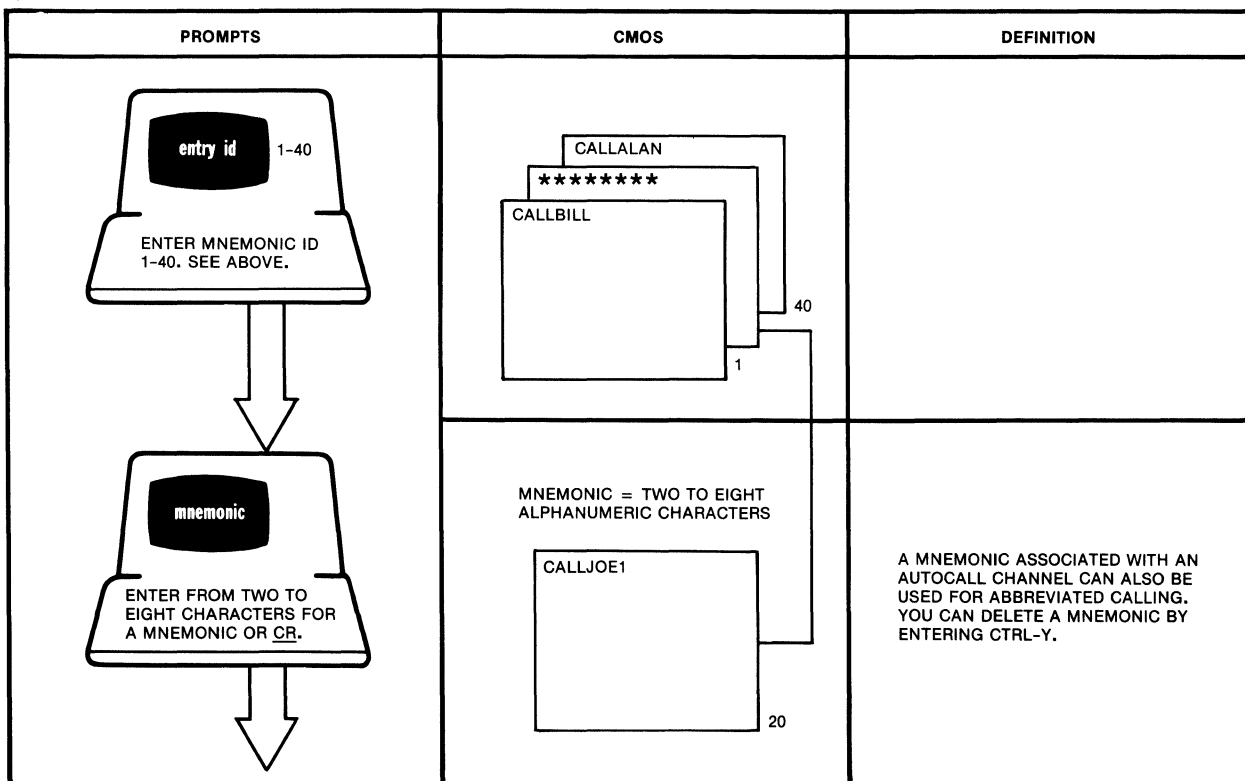 PROMPTS
CMOS
DEFINITION
entry id
1-40
ENTER MNEMONIC ID
1-40. SEE ABOVE.
CALLALAN
********
CALLBILL
40
1
mnemonic
ENTER FROM TWO TO
EIGHT CHARACTERS FOR
A MNEMONIC OR CR.
MNEMONIC = TWO TO EIGHT
ALPHANUMERIC CHARACTERS
CALLJOE1
20
A MNEMONIC ASSOCIATED WITH AN
AUTOCALL CHANNEL CAN ALSO BE
USED FOR ABBREVIATED CALLING.
YOU CAN DELETE A MNEMONIC BY
ENTERING CTRL-Y.